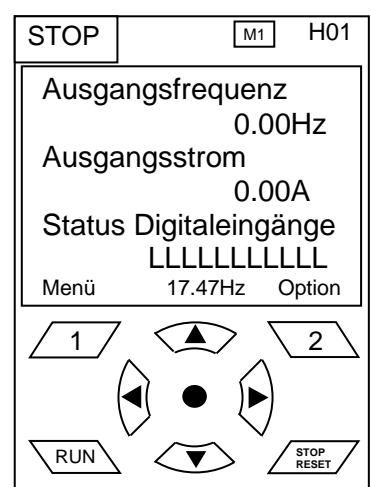 STOP M1 H01
Ausgangsfrequenz
0.00Hz
Ausgangsstrom
0.00A
Status Digitaleingänge
LLLLLLLLLLL
Menü 17.47Hz Option
1 2
RUN STOP
RESET